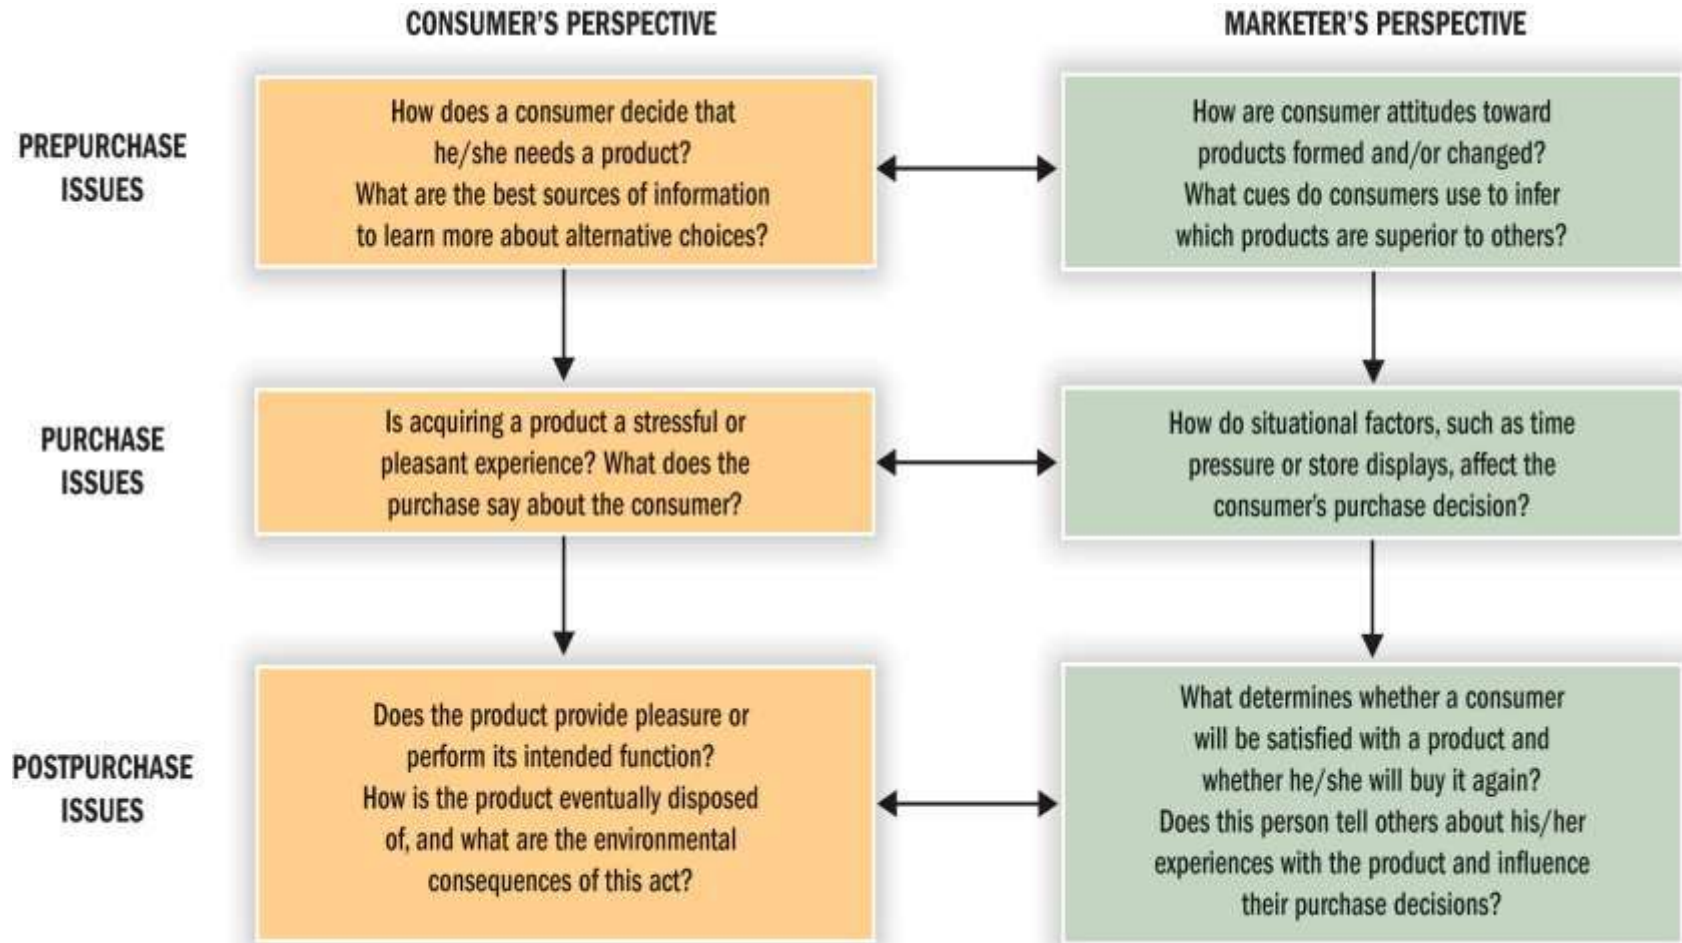 CONSUMER'S PERSPECTIVE
MARKETER'S PERSPECTIVE
PREPURCHASE
ISSUES
How does a consumer decide that
he/she needs a product?
What are the best sources of information
to learn more about alternative choices?
How are consumer attitudes toward
products formed and/or changed?
What cues do consumers use to infer
which products are superior to others?
PURCHASE
ISSUES
Is acquiring a product a stressful or
pleasant experience? What does the
purchase say about the consumer?
How do situational factors, such as time
pressure or store displays, affect the
consumer's purchase decision?
POSTPURCHASE
ISSUES
Does the product provide pleasure or
perform its intended function?
How is the product eventually disposed
of, and what are the environmental
consequences of this act?
What determines whether a consumer
will be satisfied with a product and
whether he/she will buy it again?
Does this person tell others about his/her
experiences with the product and influence
their purchase decisions?